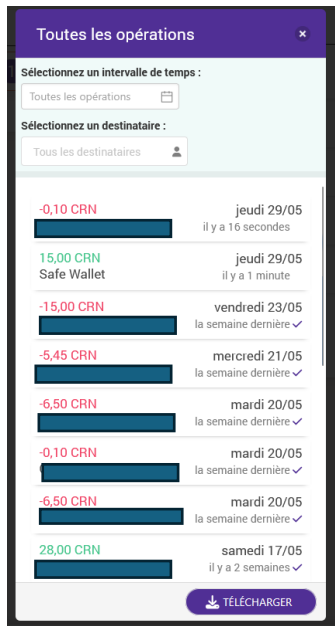 Toutes les opérations
Sélectionnez un intervalle de temps :
Toutes les opérations
Sélectionnez un destinataire :
Tous les destinataires
-0,10 CRN jeudi 29/05
il y a 16 secondes
15,00 CRN jeudi 29/05
Safe Wallet il y a 1 minute
-15,00 CRN vendredi 23/05
la semaine dernière
-5,45 CRN mercredi 21/05
la semaine dernière
-6,50 CRN mardi 20/05
la semaine dernière
-0,10 CRN mardi 20/05
la semaine dernière
-6,50 CRN mardi 20/05
la semaine dernière
28,00 CRN samedi 17/05
il y a 2 semaines
TÉLÉCHARGER